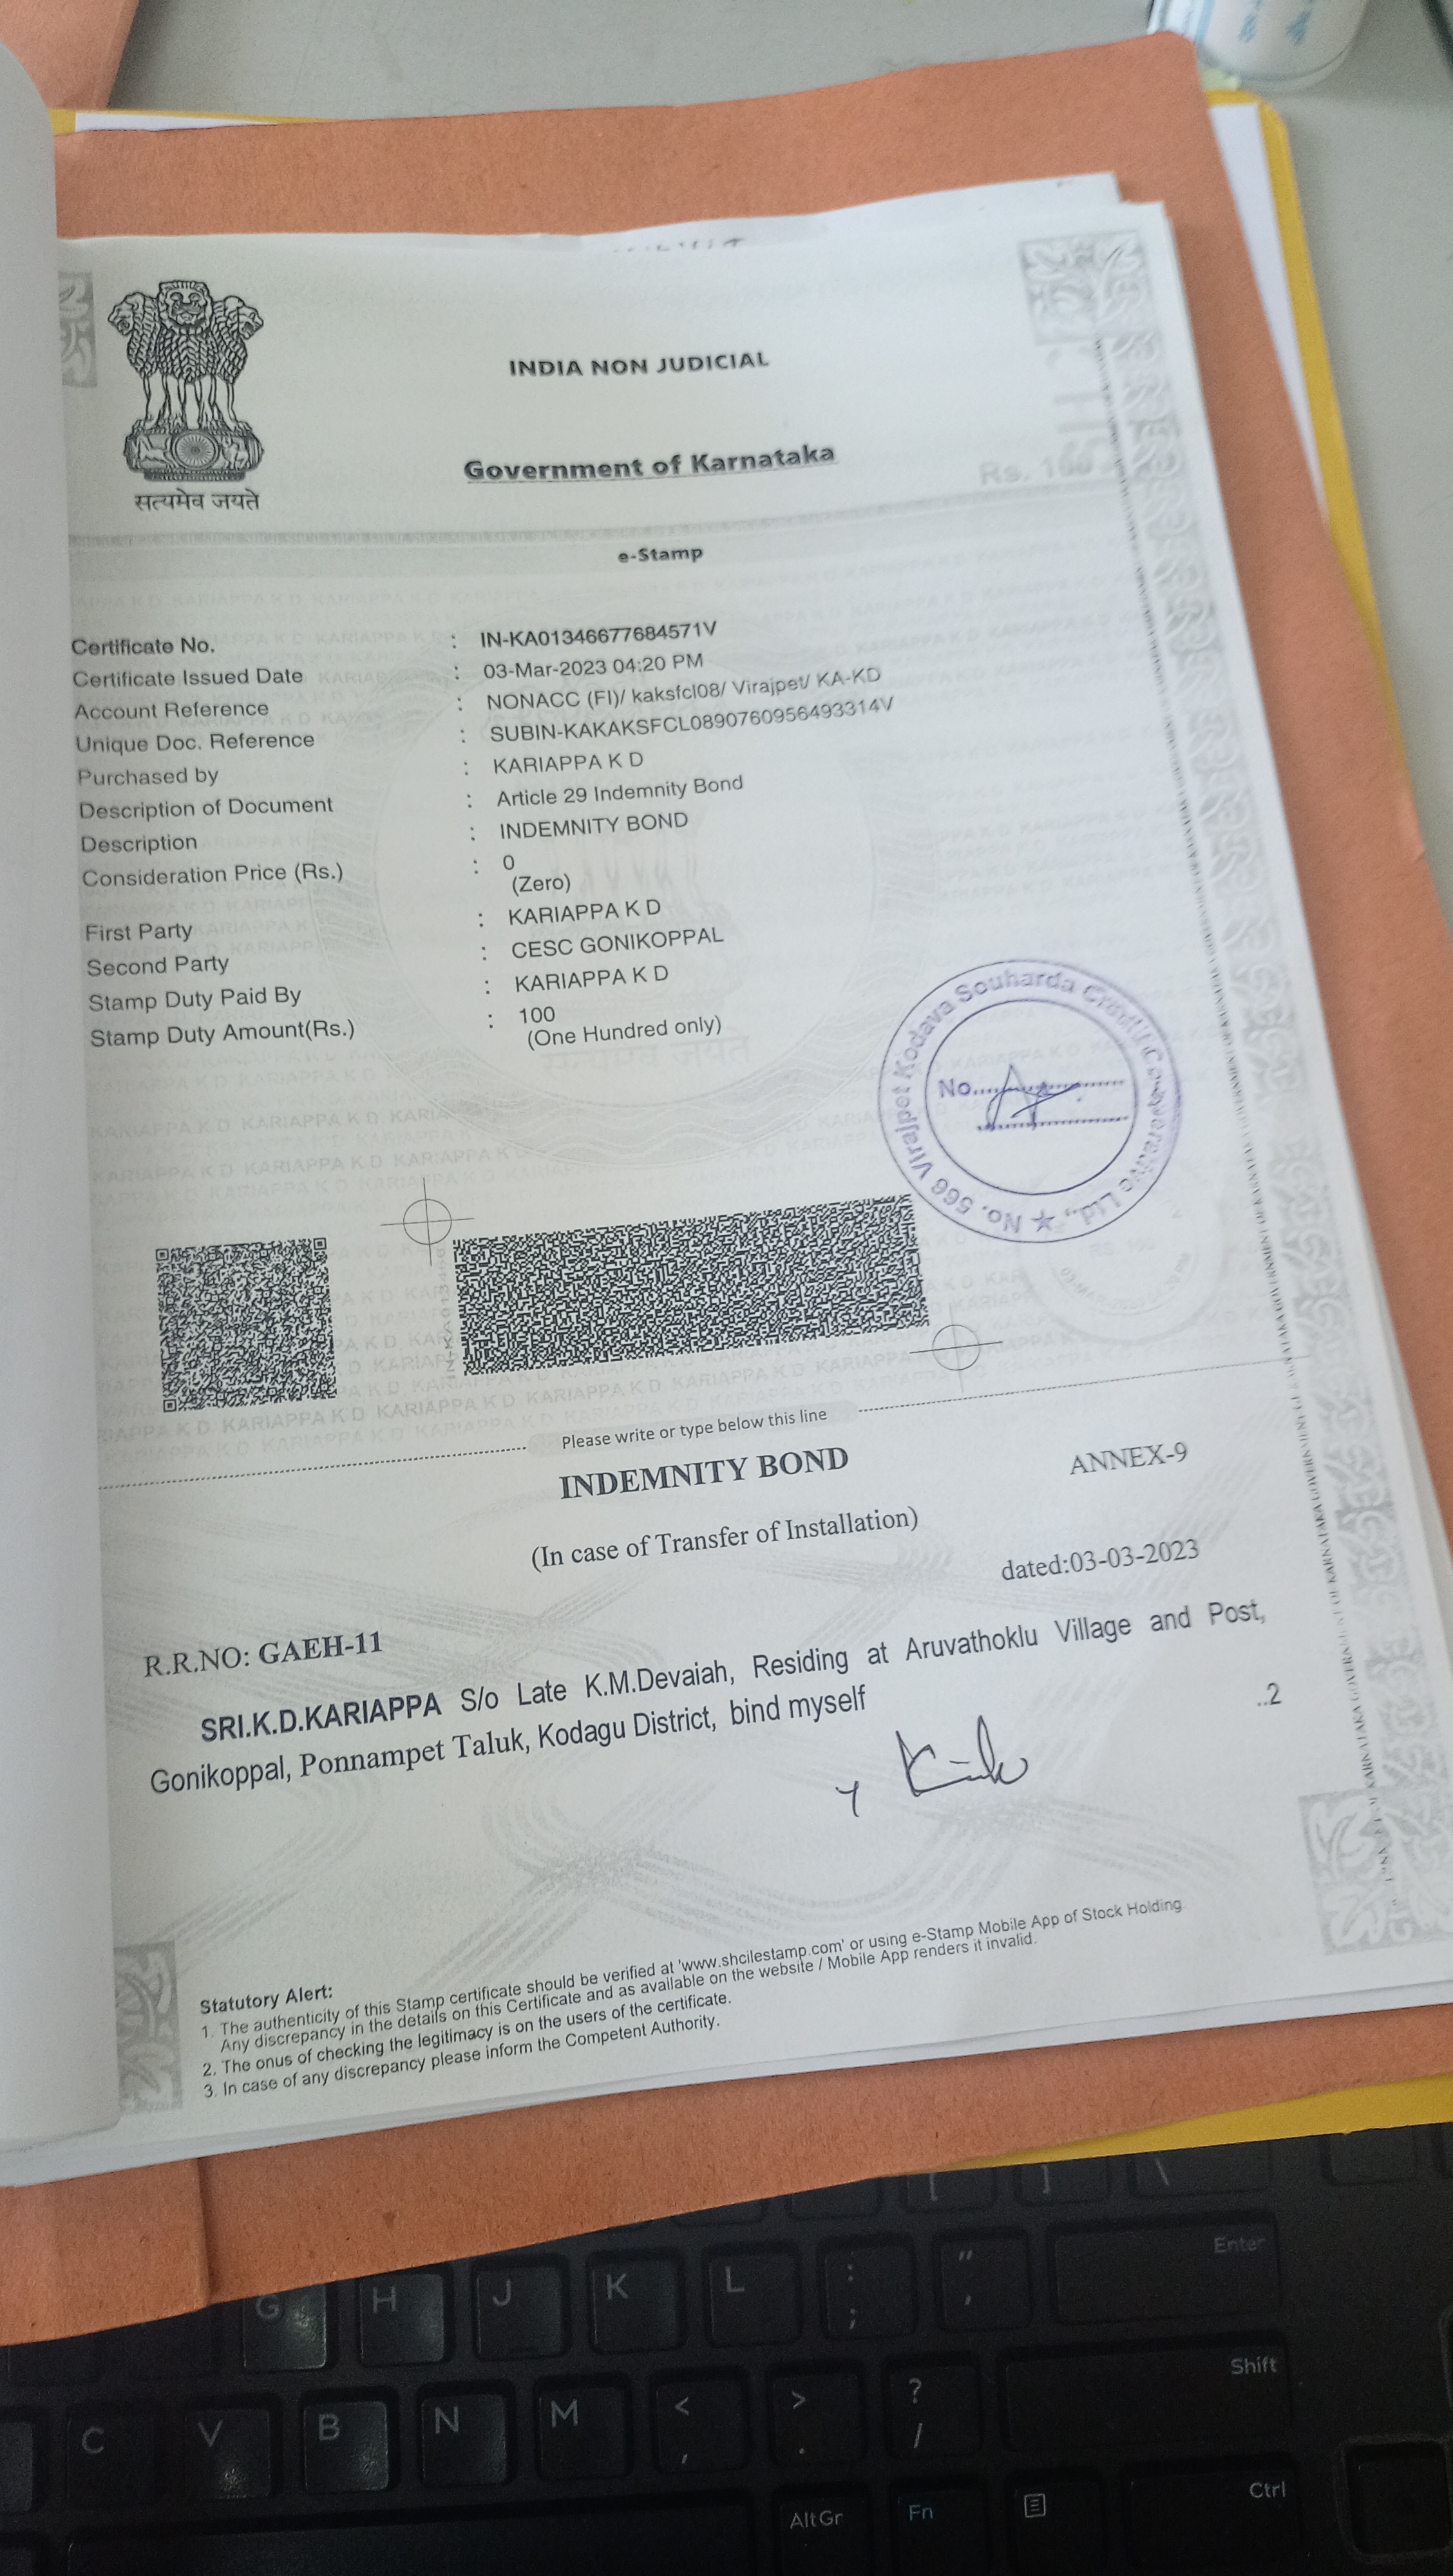 INDIA NON JUDICIAL
Government of Karnataka
Rs. 100
सत्यमेव जयते
e-Stamp
Certificate No. : IN-KA01346677684571V
Certificate Issued Date : 03-Mar-2023 04:20 PM
Account Reference : NONACC (FI)/ kaksfcl08/ Virajpet/ KA-KD
Unique Doc. Reference : SUBIN-KAKAKSFCL0890760956493314V
Purchased by : KARIAPPA K D
Description of Document : Article 29 Indemnity Bond
Description : INDEMNITY BOND
Consideration Price (Rs.) : 0
(Zero)
First Party : KARIAPPA K D
Second Party : CESC GONIKOPPAL
Stamp Duty Paid By : KARIAPPA K D
Stamp Duty Amount(Rs.) : 100
(One Hundred only)
No. 566 Virajpet Kodava Souharda Credit Co-operative Ltd.,
No.
Please write or type below this line
INDEMNITY BOND
ANNEX-9
(In case of Transfer of Installation)
dated:03-03-2023
R.R.NO: GAEH-11
SRI.K.D.KARIAPPA S/o Late K.M.Devaiah, Residing at Aruvathoklu Village and Post,
Gonikoppal, Ponnampet Taluk, Kodagu District, bind myself
..2
Statutory Alert:
1. The authenticity of this Stamp certificate should be verified at 'www.shcilestamp.com' or using e-Stamp Mobile App of Stock Holding.
Any discrepancy in the details on this Certificate and as available on the website / Mobile App renders it invalid.
2. The onus of checking the legitimacy is on the users of the certificate.
3. In case of any discrepancy please inform the Competent Authority.
[ ] \
G H J K L : ; " ' Enter
C V B N M < , > . ? / Shift
AltGr Fn Ctrl